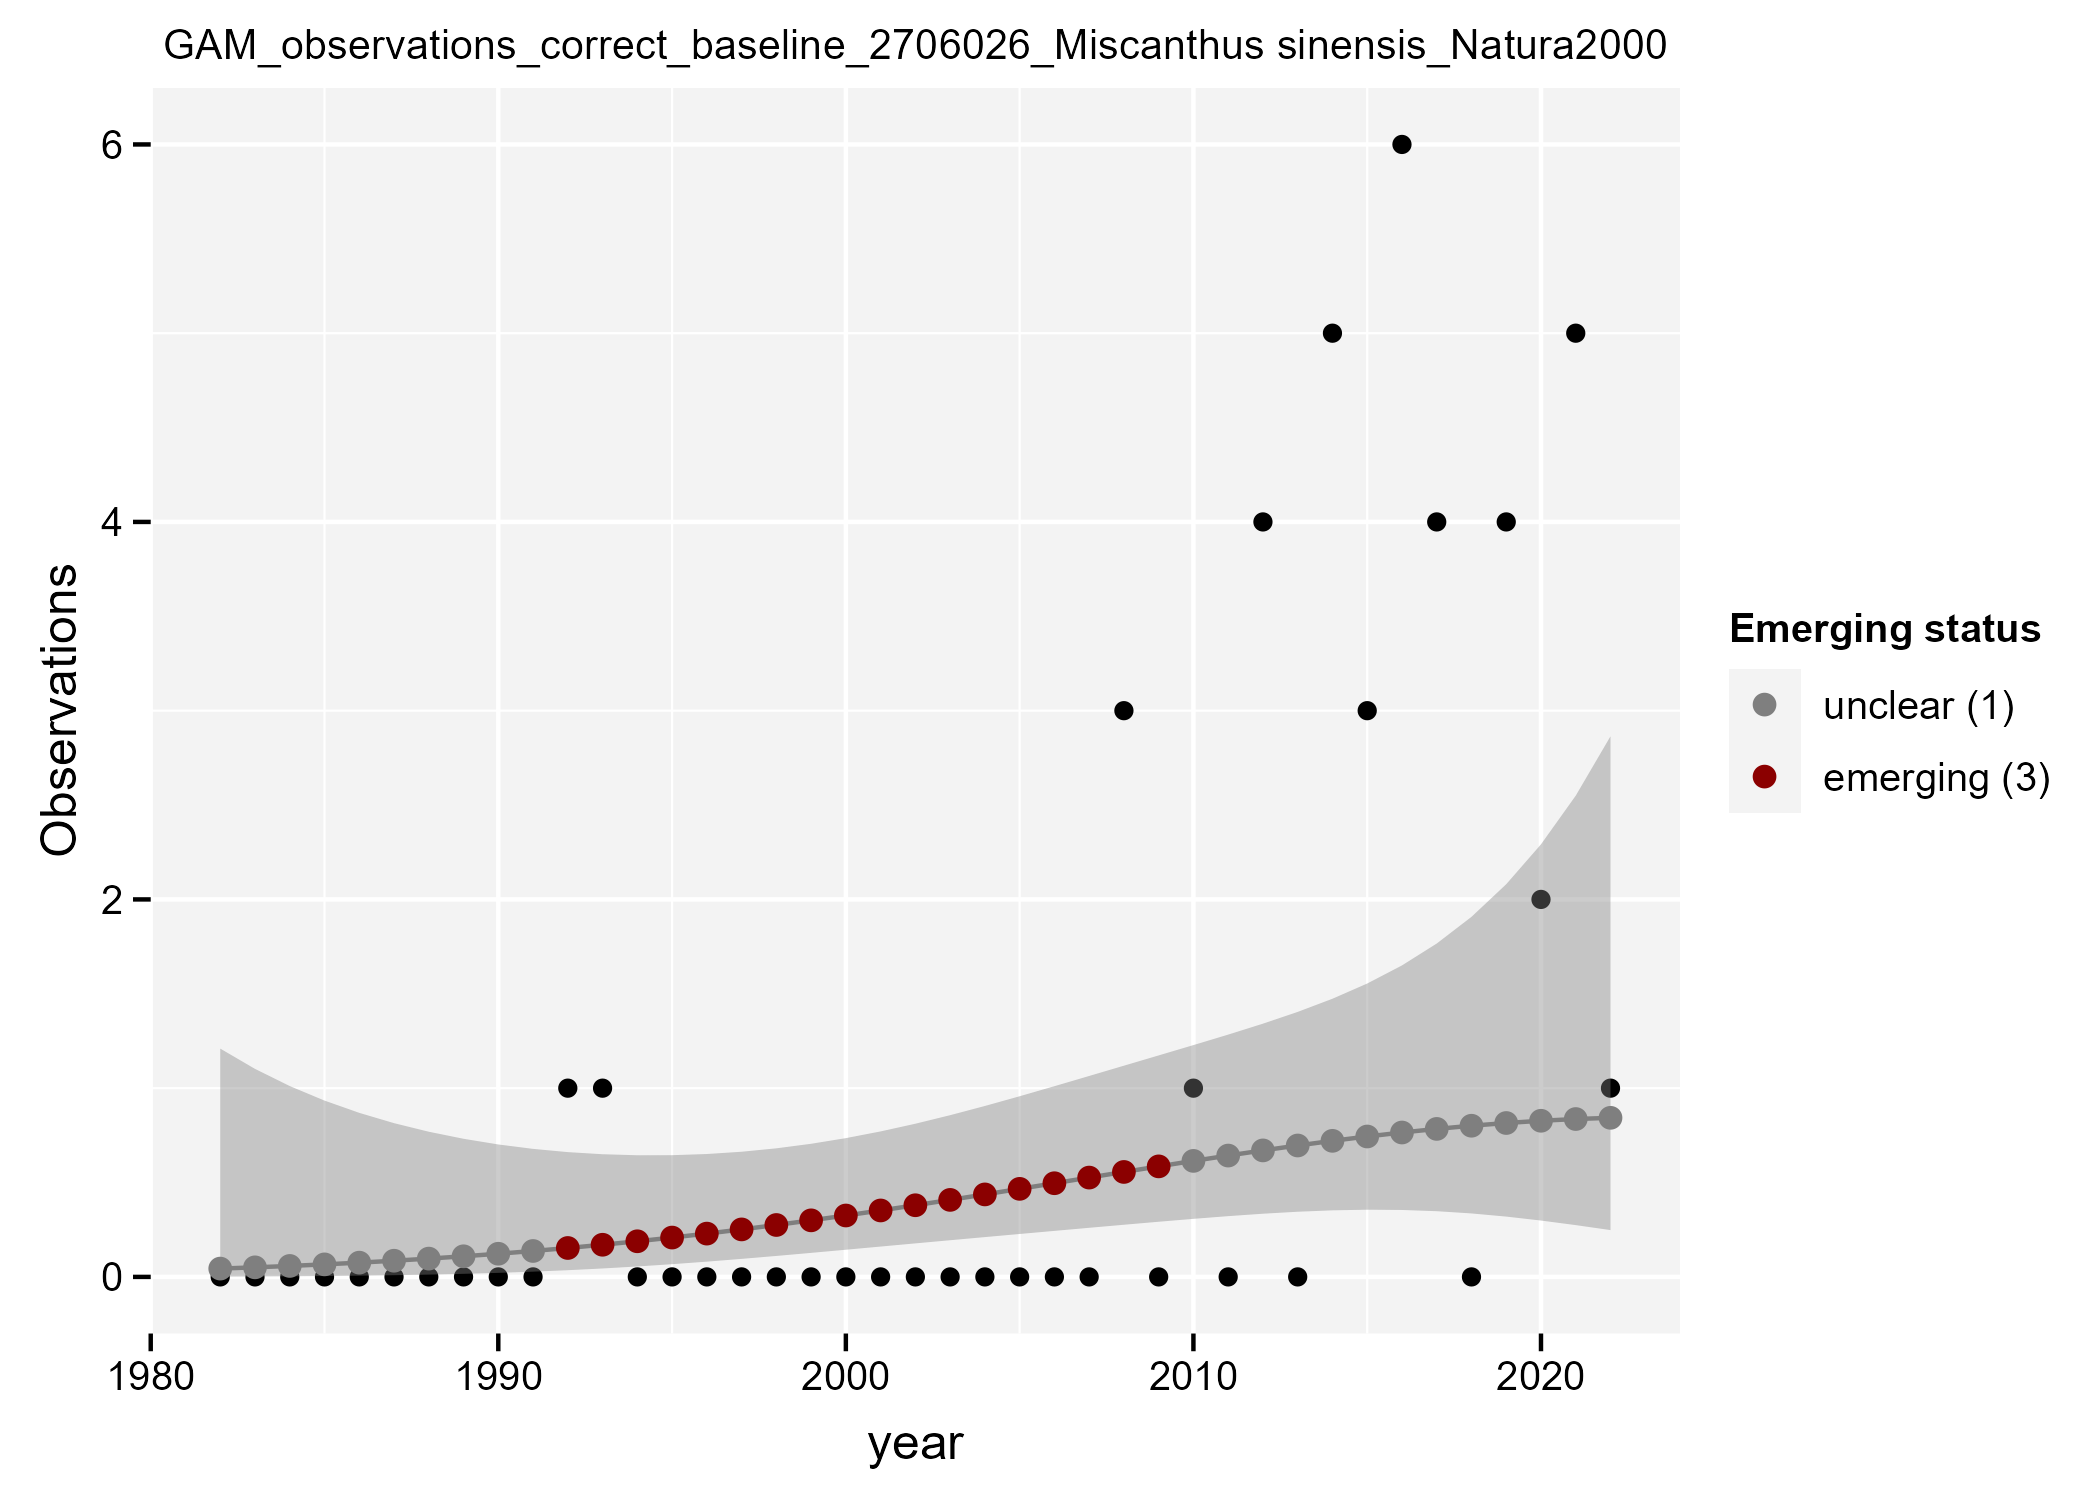 GAM_observations_correct_baseline_2706026_Miscanthus sinensis_Natura2000
Observations
6
4
2
0
1980
1990
2000
2010
2020
year
Emerging status
unclear (1)
emerging (3)